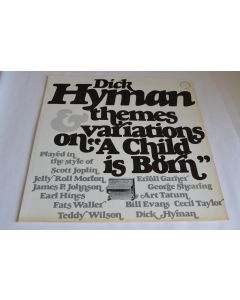 Dick
Hyman
themes
& variations
on "A Child
is Born"
Played in
the style of
Scott Joplin
Jelly Roll Morton
James P. Johnson
Earl Hines
Fats Waller
Teddy Wilson
Erroll Garner
George Shearing
Art Tatum
Bill Evans Cecil Taylor
Dick Hyman